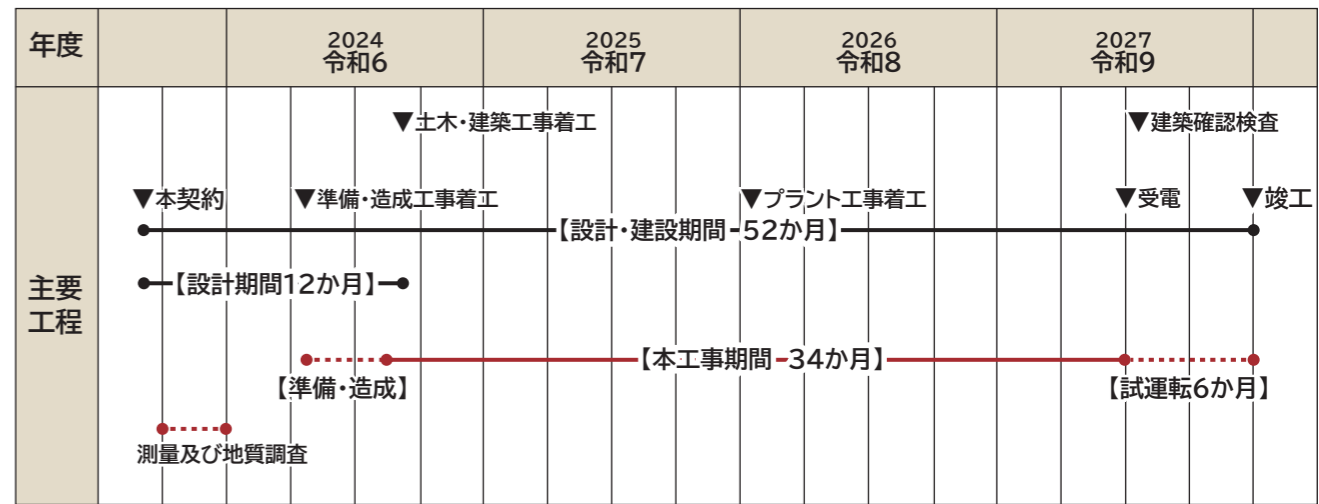 年度
2024
令和6
2025
令和7
2026
令和8
2027
令和9
主要
工程
▼土木・建築工事着工
▼建築確認検査
▼本契約
▼準備・造成工事着工
▼プラント工事着工
▼受電
▼竣工
【設計・建設期間 52か月】
【設計期間12か月】
【本工事期間 34か月】
【準備・造成】
【試運転6か月】
測量及び地質調査